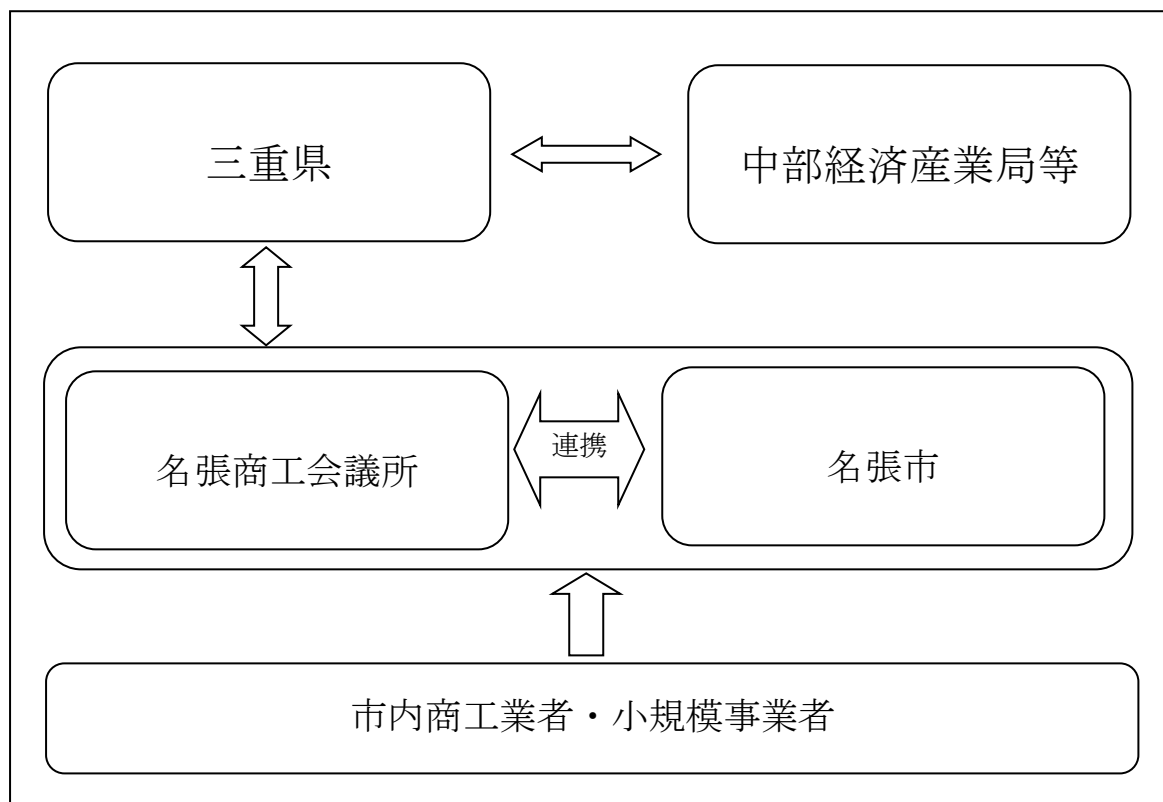 三重県
中部経済産業局等
名張商工会議所
連携
名張市
市内商工業者・小規模事業者